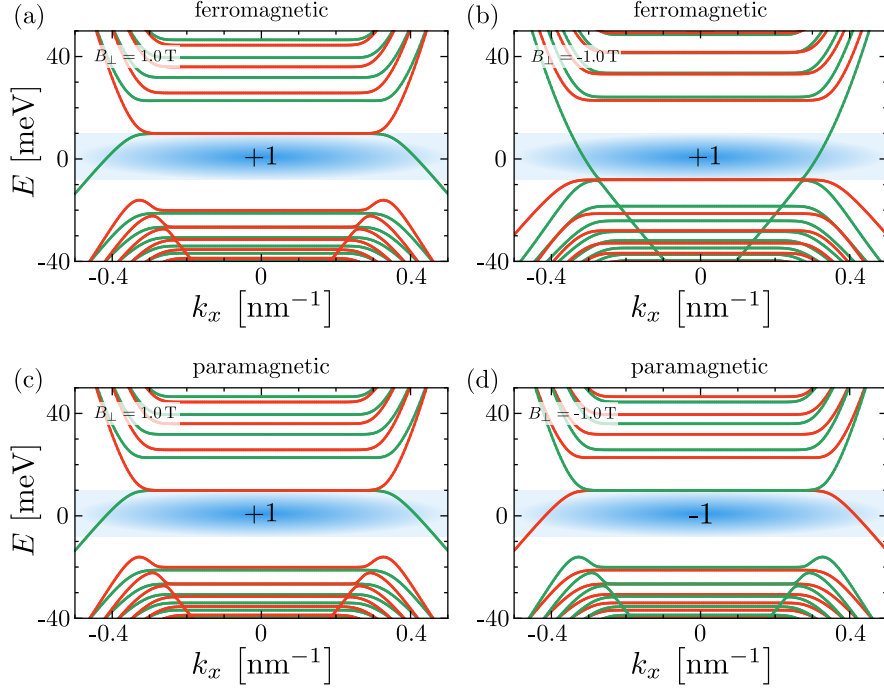 (a) ferromagnetic
B⊥ = 1.0 T
40
0
-40
E [meV]
+1
-0.4 0 0.4
kx [nm−1]
(b) ferromagnetic
B⊥ = -1.0 T
40
0
-40
E [meV]
+1
-0.4 0 0.4
kx [nm−1]
(c) paramagnetic
B⊥ = 1.0 T
40
0
-40
E [meV]
+1
-0.4 0 0.4
kx [nm−1]
(d) paramagnetic
B⊥ = -1.0 T
40
0
-40
E [meV]
-1
-0.4 0 0.4
kx [nm−1]